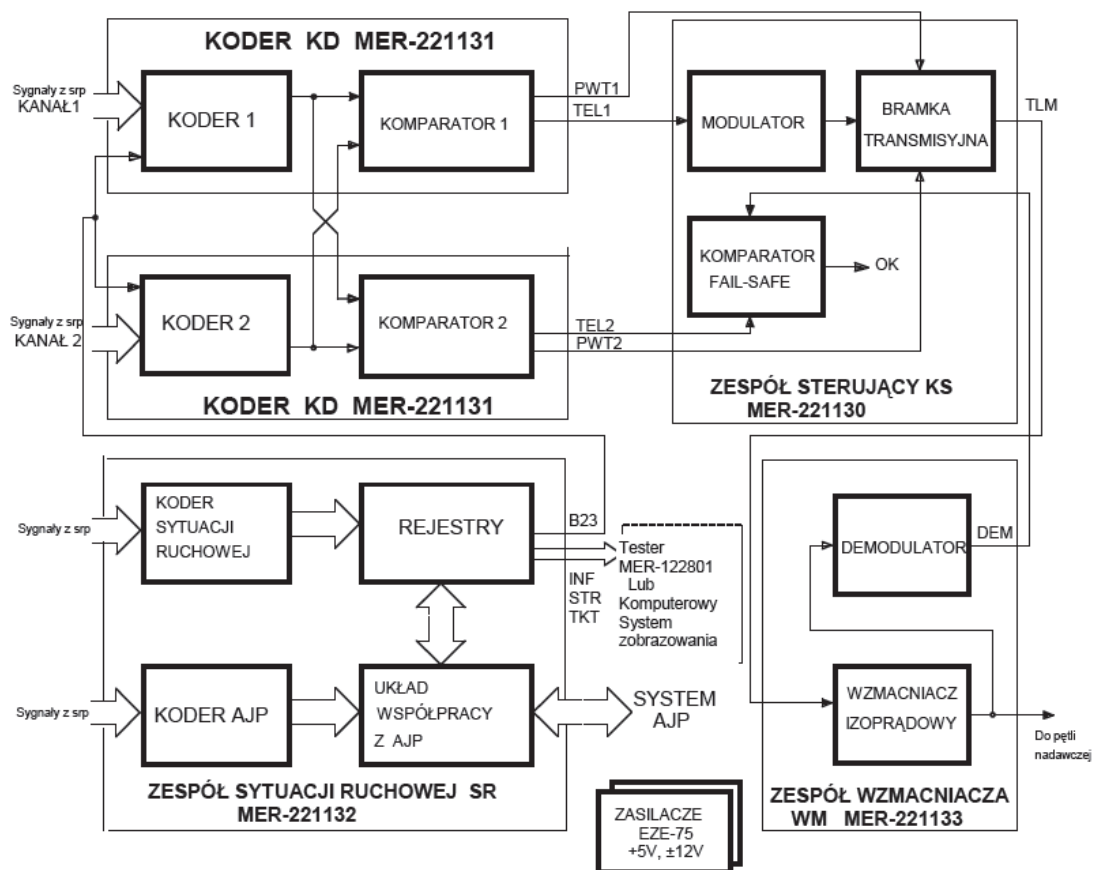 KODER KD MER-221131
Sygnały z srp
KANAŁ1
KODER 1
KOMPARATOR 1
PWT1
TEL1
MODULATOR
BRAMKA
TRANSMISYJNA
TLM
KOMPARATOR
FAIL-SAFE
OK
Sygnały z srp
KANAŁ 2
KODER 2
KOMPARATOR 2
TEL2
PWT2
KODER KD MER-221131
ZESPÓŁ STERUJĄCY KS
MER-221130
Sygnały z srp
KODER
SYTUACJI
RUCHOWEJ
REJESTRY
B23
INF
STR
TKT
Tester
MER-122801
Lub
Komputerowy
System
zobrazowania
DEMODULATOR
DEM
Sygnały z srp
KODER AJP
UKŁAD
WSPÓŁPRACY
Z AJP
SYSTEM
AJP
WZMACNIACZ
IZOPRĄDOWY
Do pętli
nadawczej
ZESPÓŁ SYTUACJI RUCHOWEJ SR
MER-221132
ZASILACZE
EZE-75
+5V, ±12V
ZESPÓŁ WZMACNIACZA
WM MER-221133